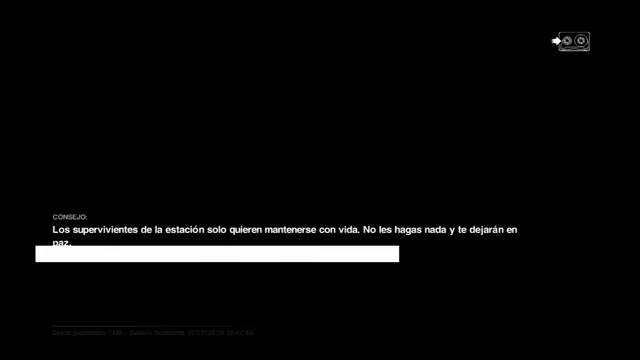 CONSEJO:
Los supervivientes de la estación solo quieren mantenerse con vida. No les hagas nada y te dejarán en
paz.